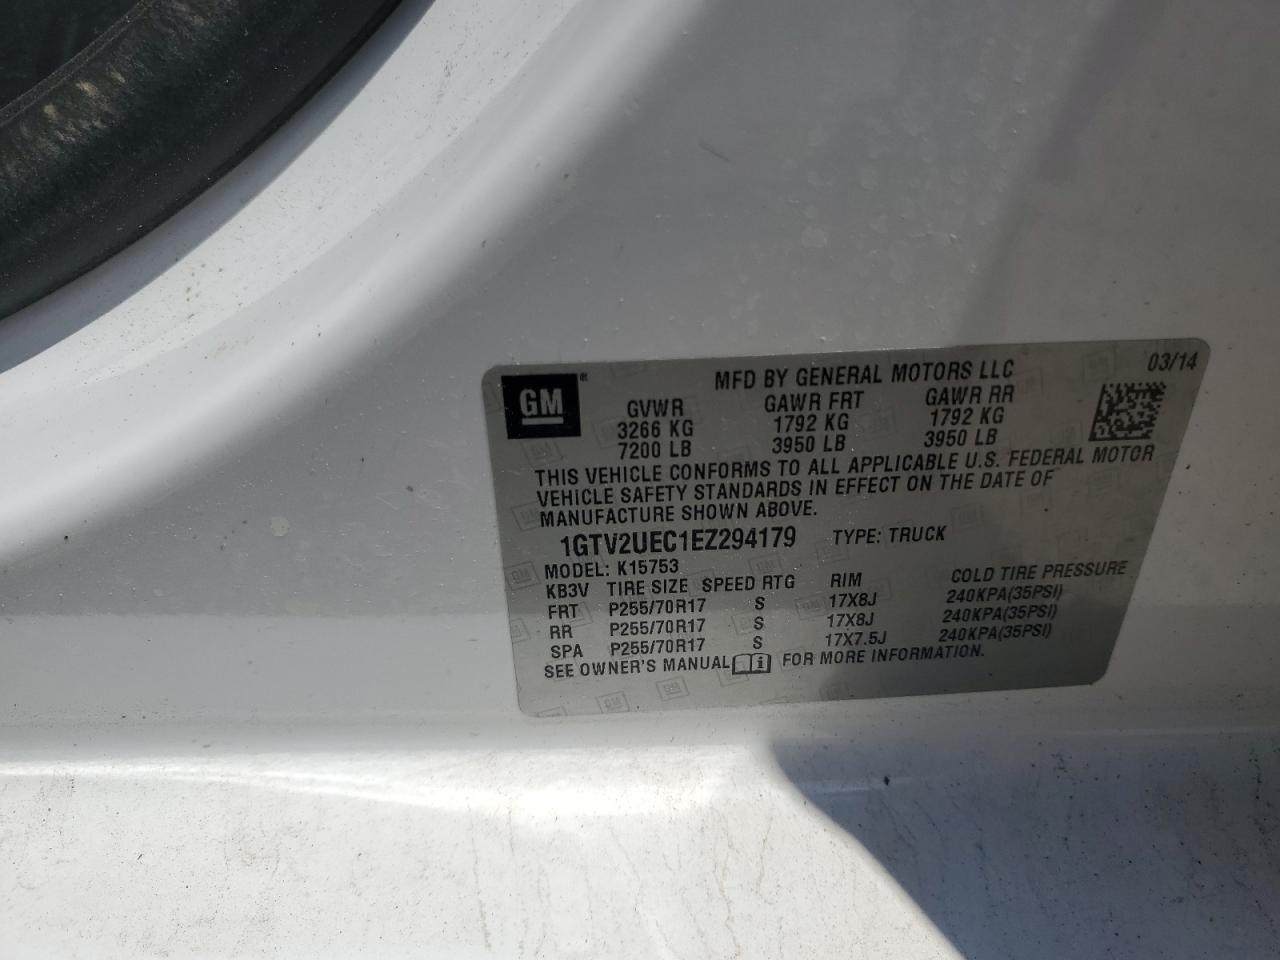 GM
MFD BY GENERAL MOTORS LLC 03/14
GVWR GAWR FRT GAWR RR
3266 KG 1792 KG 1792 KG
7200 LB 3950 LB 3950 LB
THIS VEHICLE CONFORMS TO ALL APPLICABLE U.S. FEDERAL MOTOR
VEHICLE SAFETY STANDARDS IN EFFECT ON THE DATE OF
MANUFACTURE SHOWN ABOVE.
1GTV2UEC1EZ294179 TYPE: TRUCK
MODEL: K15753
KB3V TIRE SIZE SPEED RTG RIM COLD TIRE PRESSURE
FRT P255/70R17 S 17X8J 240KPA(35PSI)
RR P255/70R17 S 17X8J 240KPA(35PSI)
SPA P255/70R17 S 17X7.5J 240KPA(35PSI)
SEE OWNER'S MANUAL FOR MORE INFORMATION.